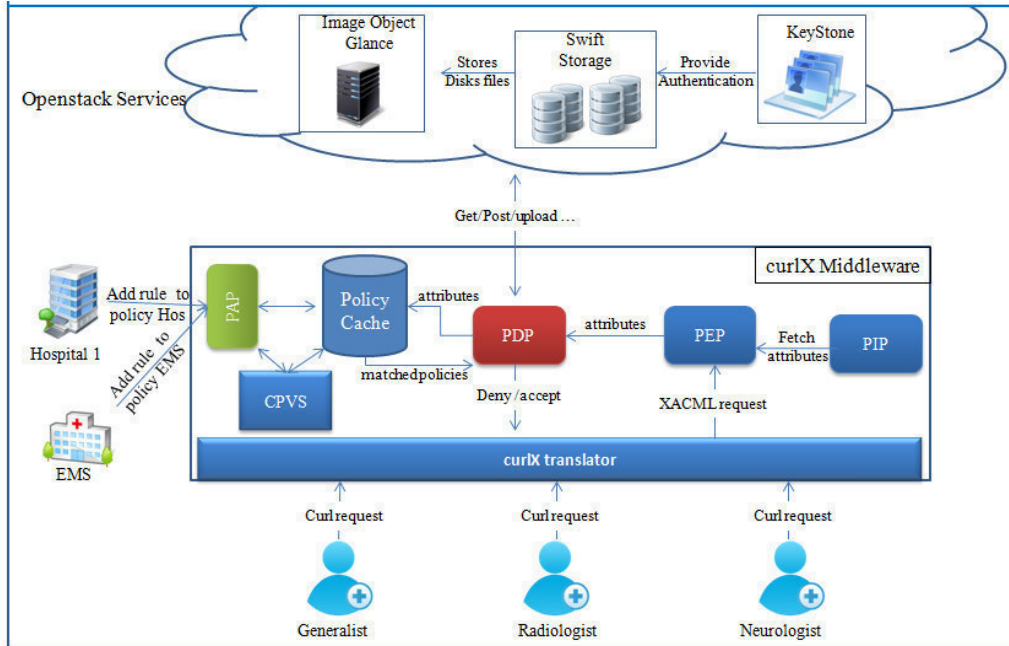 Image Object
Glance
Swift
Storage
KeyStone
Stores
Disks files
Provide
Authentication
Openstack Services
Get/Post/upload ...
curlX Middleware
Hospital 1
Add rule to
policy Hos
Add rule to
policy EMS
EMS
PAP
Policy
Cache
CPVS
attributes
matched policies
PDP
attributes
PEP
Fetch
attributes
PIP
Deny / accept
XACML request
curlX translator
Curl request
Curl request
Curl request
Generalist
Radiologist
Neurologist